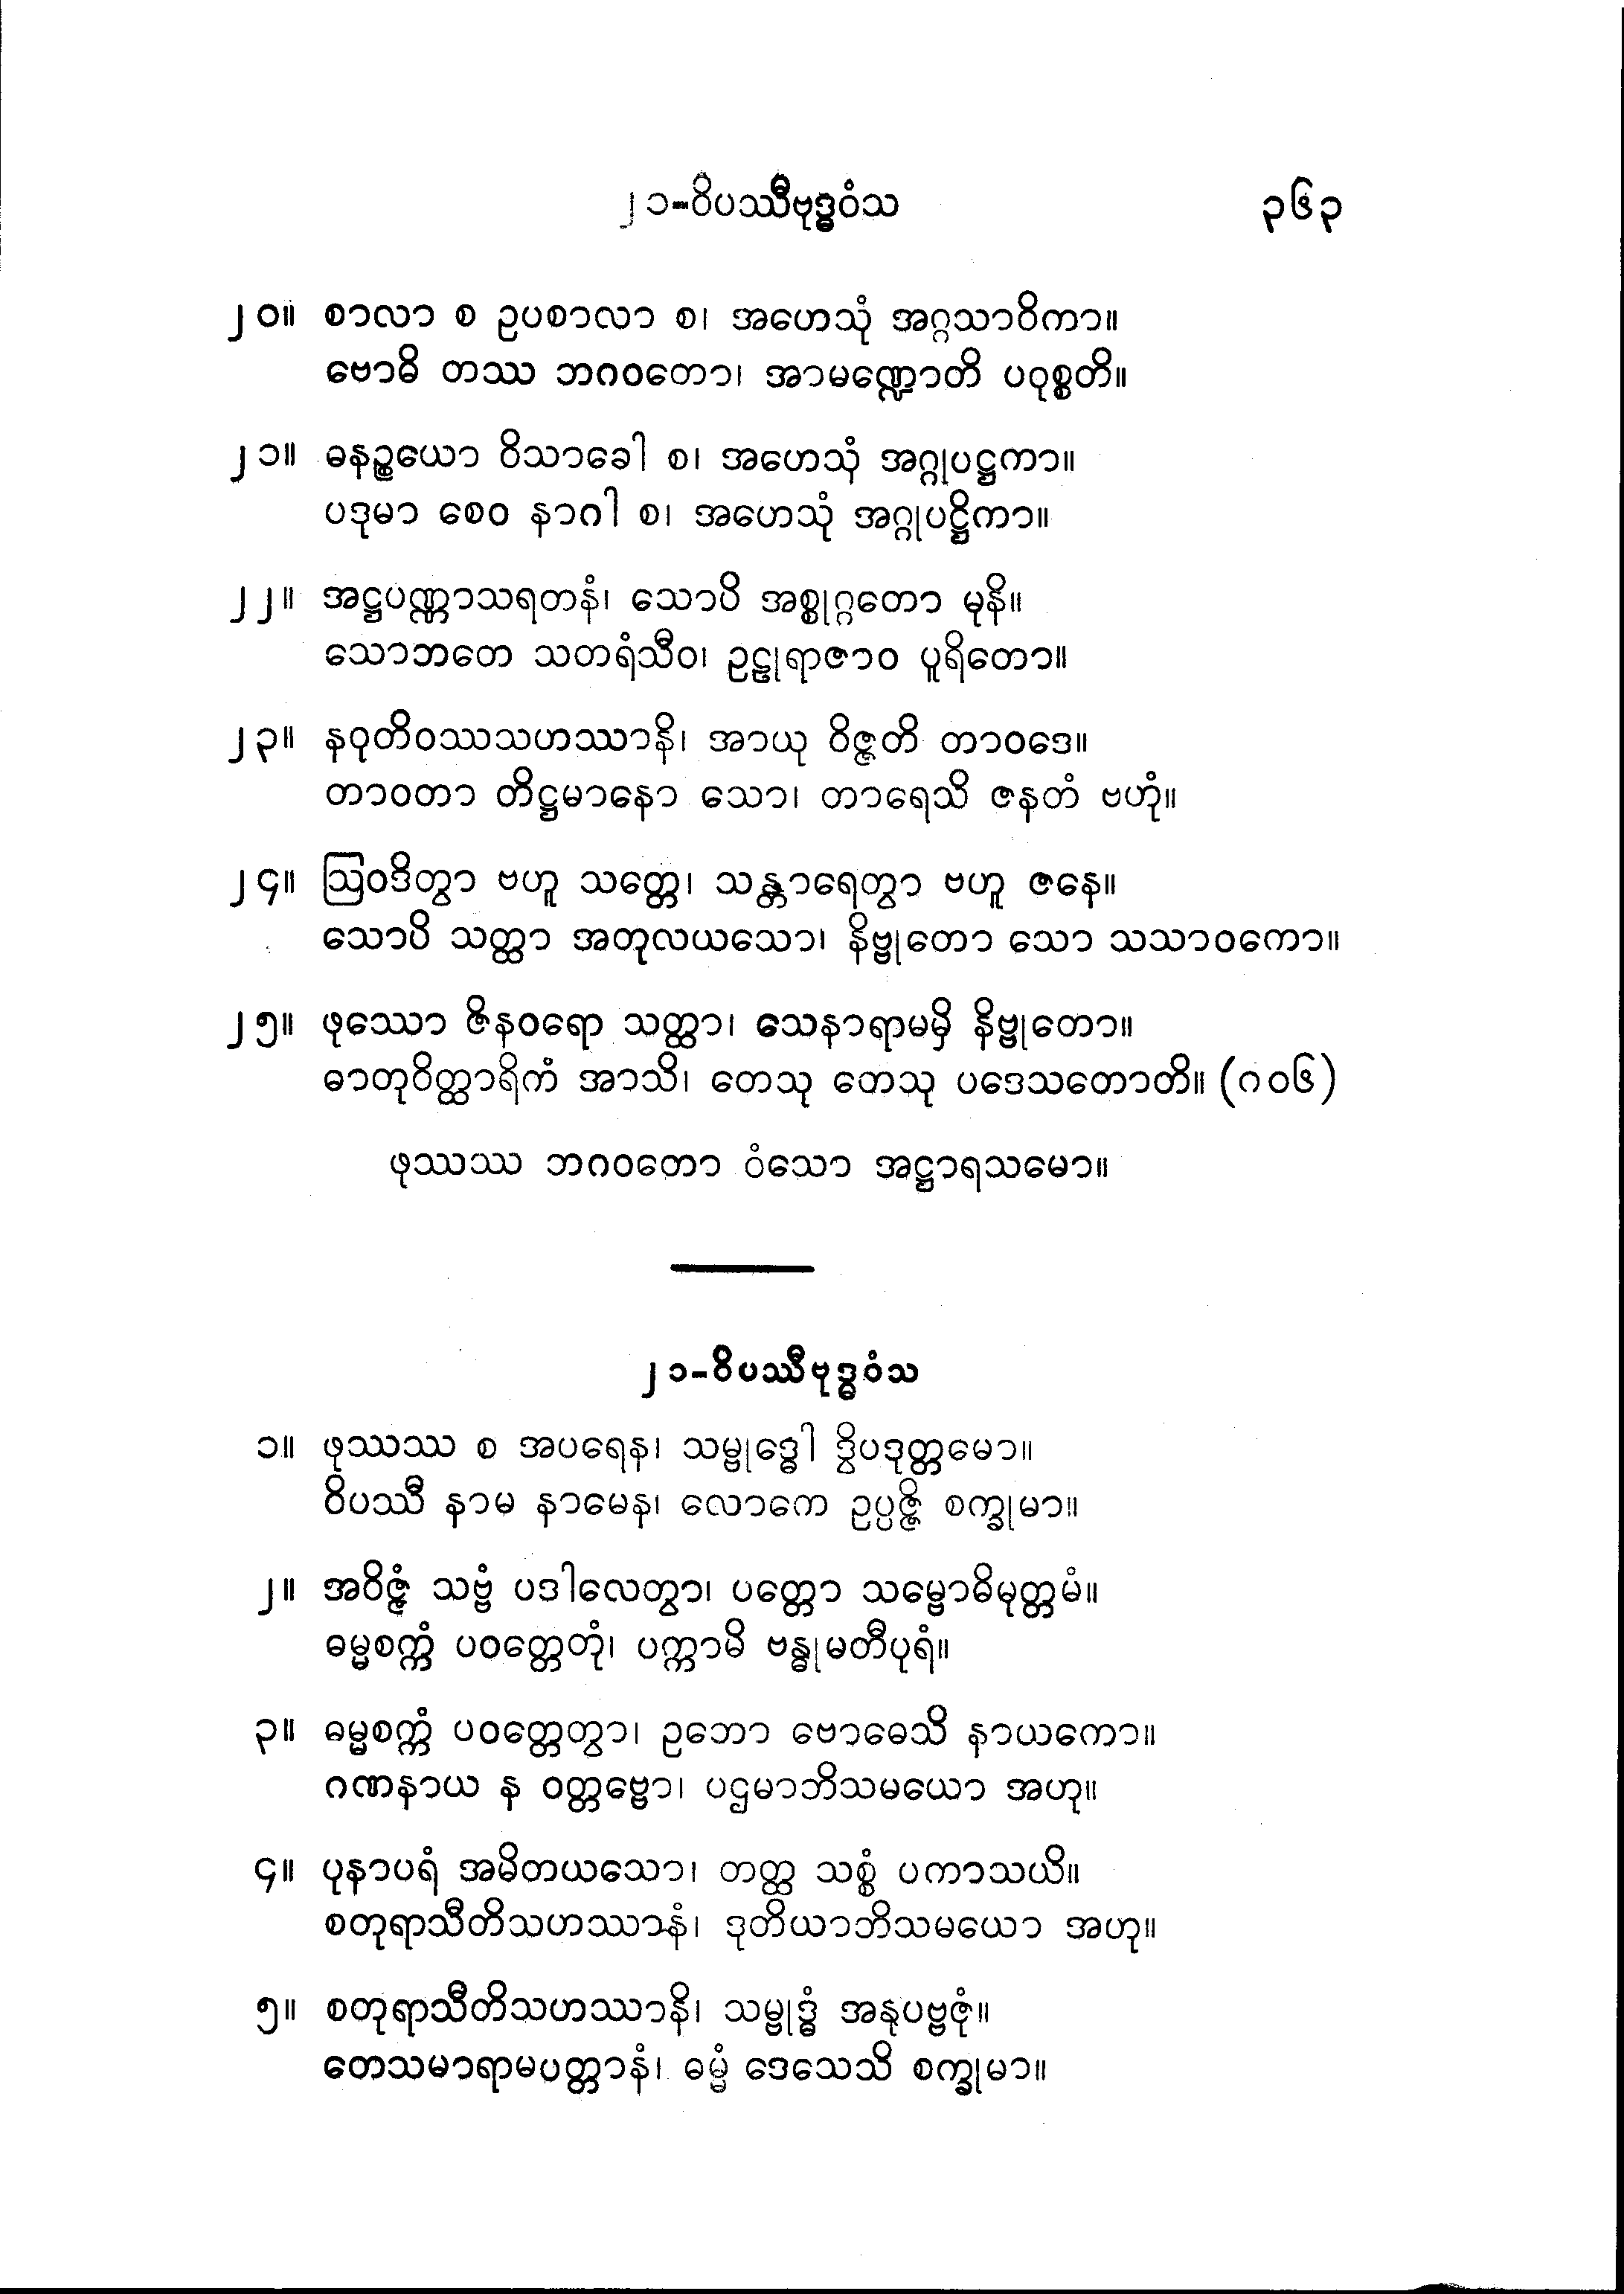 ၂၁-ဝိပဿီဗုဒ္ဓဝံသ ၃၆၃
၂၀။ စာလာ စ ဥပစာလာ စ၊ အဟေသုံ အဂ္ဂသာဝိကာ။
ဗောဓိ တဿ ဘဂဝတော၊ အာမဏ္ဍောတိ ပဝုစ္စတိ။
၂၁။ ဓနဉ္စယော ဝိသာခေါ စ၊ အဟေသုံ အဂ္ဂုပဋ္ဌကာ။
ပဒုမာ စေဝ နာဂါ စ၊ အဟေသုံ အဂ္ဂုပဋ္ဌိကာ။
၂၂။ အဋ္ဌပဏ္ဏာသရတနံ၊ သောပိ အစ္စုဂ္ဂတော မုနိ။
သောဘတေ သတရံသီဝ၊ ဥဠုရာဇာဝ ပူရိတော။
၂၃။ နဝုတိဝဿသဟဿာနိ၊ အာယု ဝိဇ္ဇတိ တာဝဒေ။
တာဝတာ တိဋ္ဌမာနော သော၊ တာရေသိ ဇနတံ ဗဟုံ။
၂၄။ ဩဝဒိတွာ ဗဟူ သတ္တေ၊ သန္တာရေတွာ ဗဟူ ဇနေ။
သောပိ သတ္ထာ အတုလယသော၊ နိဗ္ဗုတော သော သသာဝကော။
၂၅။ ဖုဿော ဇိနဝရော သတ္ထာ၊ သေနာရာမမှိ နိဗ္ဗုတော။
ဓာတုဝိတ္ထာရိကံ အာသိ၊ တေသု တေသု ပဒေသတောတိ။ (ဂ၀၆)
ဖုဿဿ ဘဂဝတော ဝံသော အဋ္ဌာရသမော။
၂၁-ဝိပဿီဗုဒ္ဓဝံသ
၁။ ဖုဿဿ စ အပရေန၊ သမ္ဗုဒ္ဓေါ ဒွိပဒုတ္တမော။
ဝိပဿီ နာမ နာမေန၊ လောကေ ဥပ္ပဇ္ဇိ စက္ခုမာ။
၂။ အဝိဇ္ဇံ သဗ္ဗံ ပဒါလေတွာ၊ ပတ္တော သမ္ဗောဓိမုတ္တမံ။
ဓမ္မစက္ကံ ပဝတ္တေတုံ၊ ပက္ကာမိ ဗန္ဓုမတီပုရံ။
၃။ ဓမ္မစက္ကံ ပဝတ္တေတွာ၊ ဥဘော ဗောဓေသိ နာယကော။
ဂဏနာယ န ဝတ္တဗ္ဗော၊ ပဌမာဘိသမယော အဟု။
၄။ ပုနာပရံ အမိတယသော၊ တတ္ထ သစ္စံ ပကာသယိ။
စတုရာသီတိသဟဿာနံ၊ ဒုတိယာဘိသမယော အဟု။
၅။ စတုရာသီတိသဟဿာနိ၊ သမ္ဗုဒ္ဓံ အနုပဗ္ဗဇုံ။
တေသမာရာမပတ္တာနံ၊ ဓမ္မံ ဒေသေသိ စက္ခုမာ။